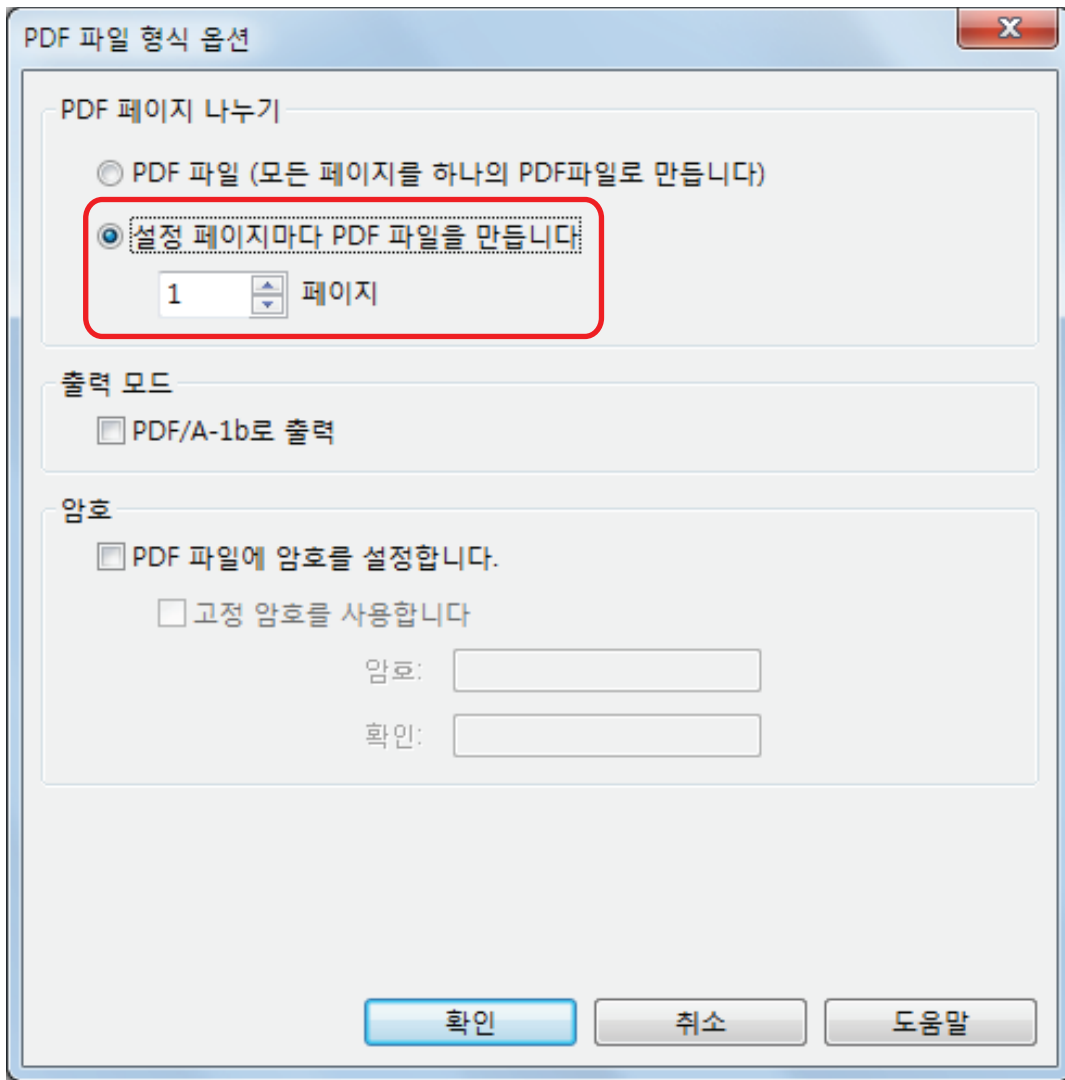 PDF 파일 형식 옵션
PDF 페이지 나누기
PDF 파일 (모든 페이지를 하나의 PDF파일로 만듭니다)
설정 페이지마다 PDF 파일을 만듭니다
1 페이지
출력 모드
PDF/A-1b로 출력
암호
PDF 파일에 암호를 설정합니다.
고정 암호를 사용합니다
암호:
확인:
확인 취소 도움말